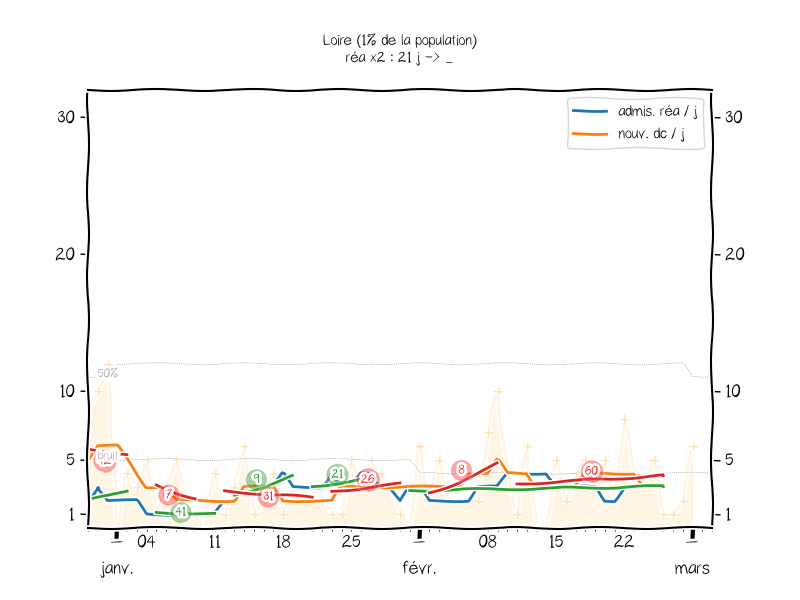 Loire (1% de la population)
réa x2 : 21 j -> _
admis. réa / j
nouv. dc / j
30 30
20 20
50%
10 10
bruit
5 5
9 21 26 8 60
7 31
41
1 1
04 11 18 25 08 15 22
janv. févr. mars